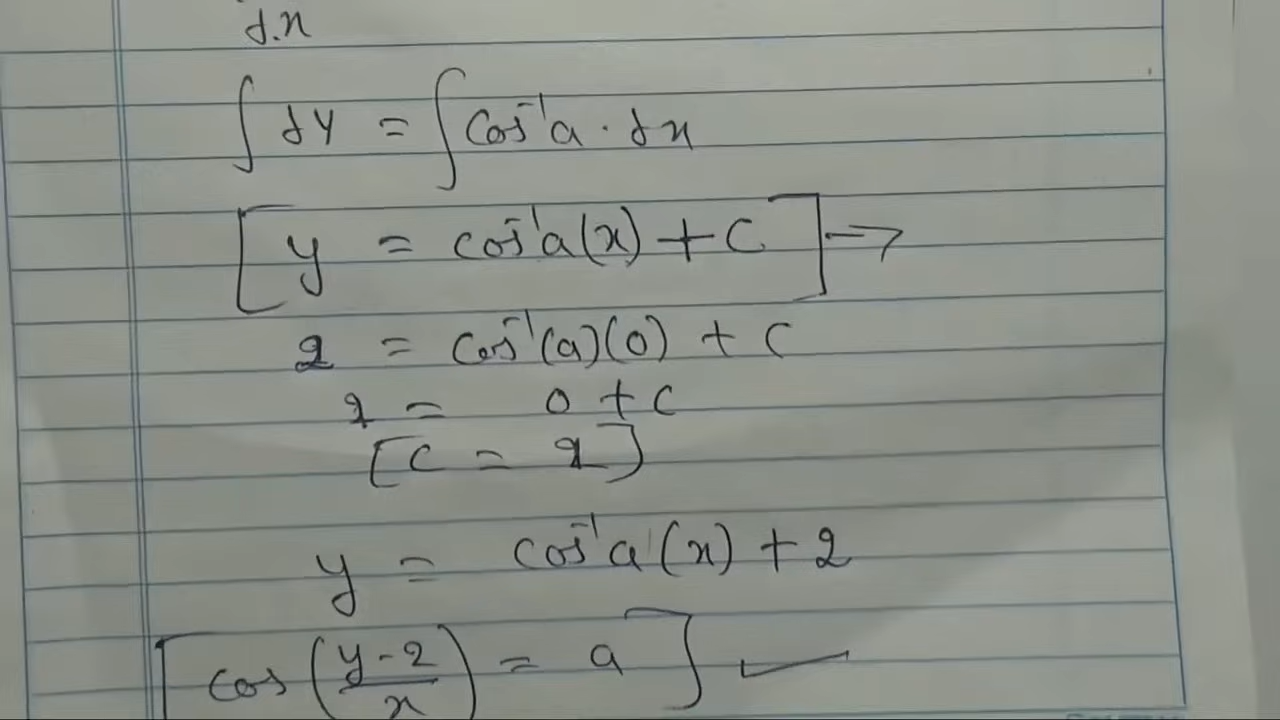 d.x
∫ dy = ∫ cos⁻¹a · dx
[ y = cos⁻¹a(x) + C ] →
2 = cos⁻¹(a)(0) + C
2 = 0 + C
[C = 2]
y = cos⁻¹a(x) + 2
[ cos((y-2)/x) = a ] ✓